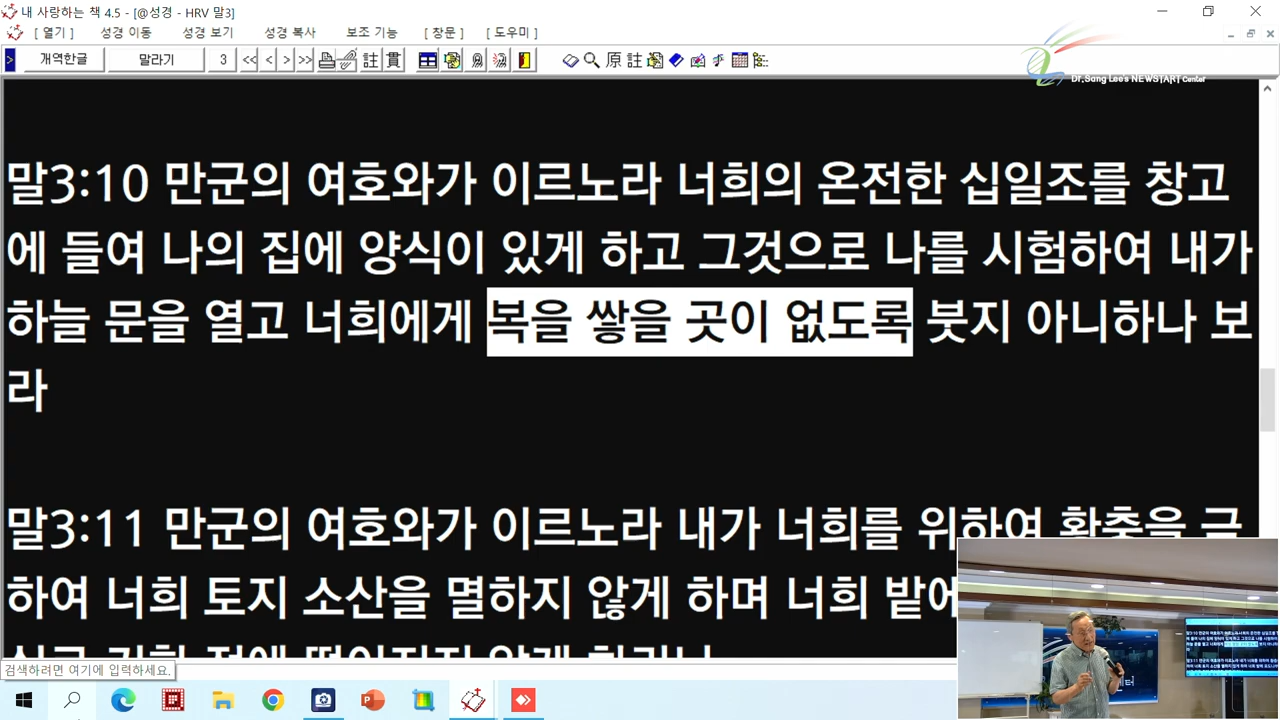 내 사랑하는 책 4.5 - [@성경 - HRV 말3]
[ 열기 ] 성경 이동 성경 보기 성경 복사 보조 기능 [ 창문 ] [ 도우미 ]
개역한글 말라기 3 << < > >> 註 貫 原 註
Dr.Sang Lee's NEWSTART Center
말3:10 만군의 여호와가 이르노라 너희의 온전한 십일조를 창고
에 들여 나의 집에 양식이 있게 하고 그것으로 나를 시험하여 내가
하늘 문을 열고 너희에게 복을 쌓을 곳이 없도록 붓지 아니하나 보
라
말3:11 만군의 여호와가 이르노라 내가 너희를 위하여 황충을 금
하여 너희 토지 소산을 멸하지 않게 하며 너희 밭에
검색하려면 여기에 입력하세요.